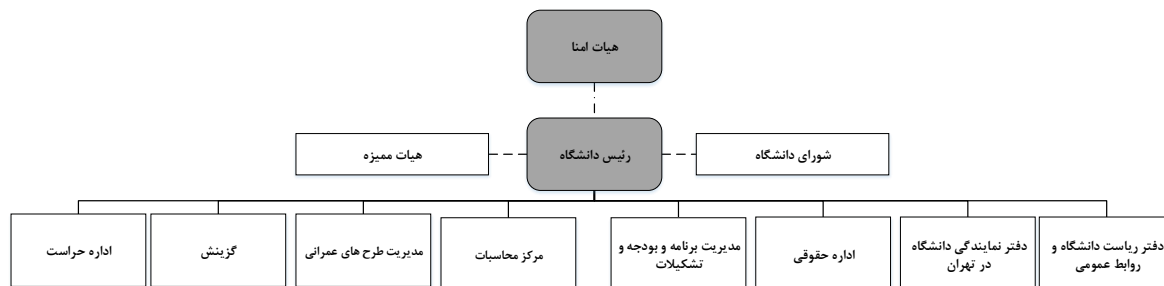 هیات امنا
رئیس دانشگاه
شورای دانشگاه
هیات ممیزه
دفتر ریاست دانشگاه و
روابط عمومی
دفتر نمایندگی دانشگاه
در تهران
اداره حقوقی
مدیریت برنامه و بودجه و
تشکیلات
مرکز محاسبات
مدیریت طرح های عمرانی
گزینش
اداره حراست